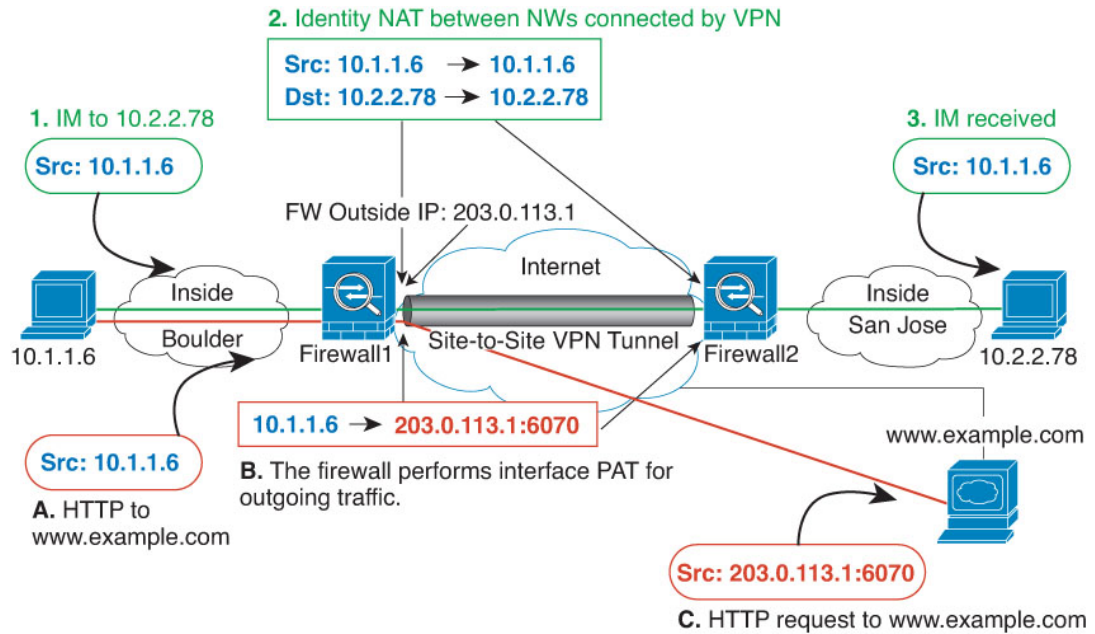 2. Identity NAT between NWs connected by VPN
Src: 10.1.1.6 → 10.1.1.6
Dst: 10.2.2.78 → 10.2.2.78
1. IM to 10.2.2.78
Src: 10.1.1.6
3. IM received
Src: 10.1.1.6
FW Outside IP: 203.0.113.1
Internet
Inside
Boulder
Inside
San Jose
10.1.1.6
Firewall1
Site-to-Site VPN Tunnel
Firewall2
10.2.2.78
10.1.1.6 → 203.0.113.1:6070
B. The firewall performs interface PAT for
outgoing traffic.
www.example.com
Src: 10.1.1.6
A. HTTP to
www.example.com
Src: 203.0.113.1:6070
C. HTTP request to www.example.com